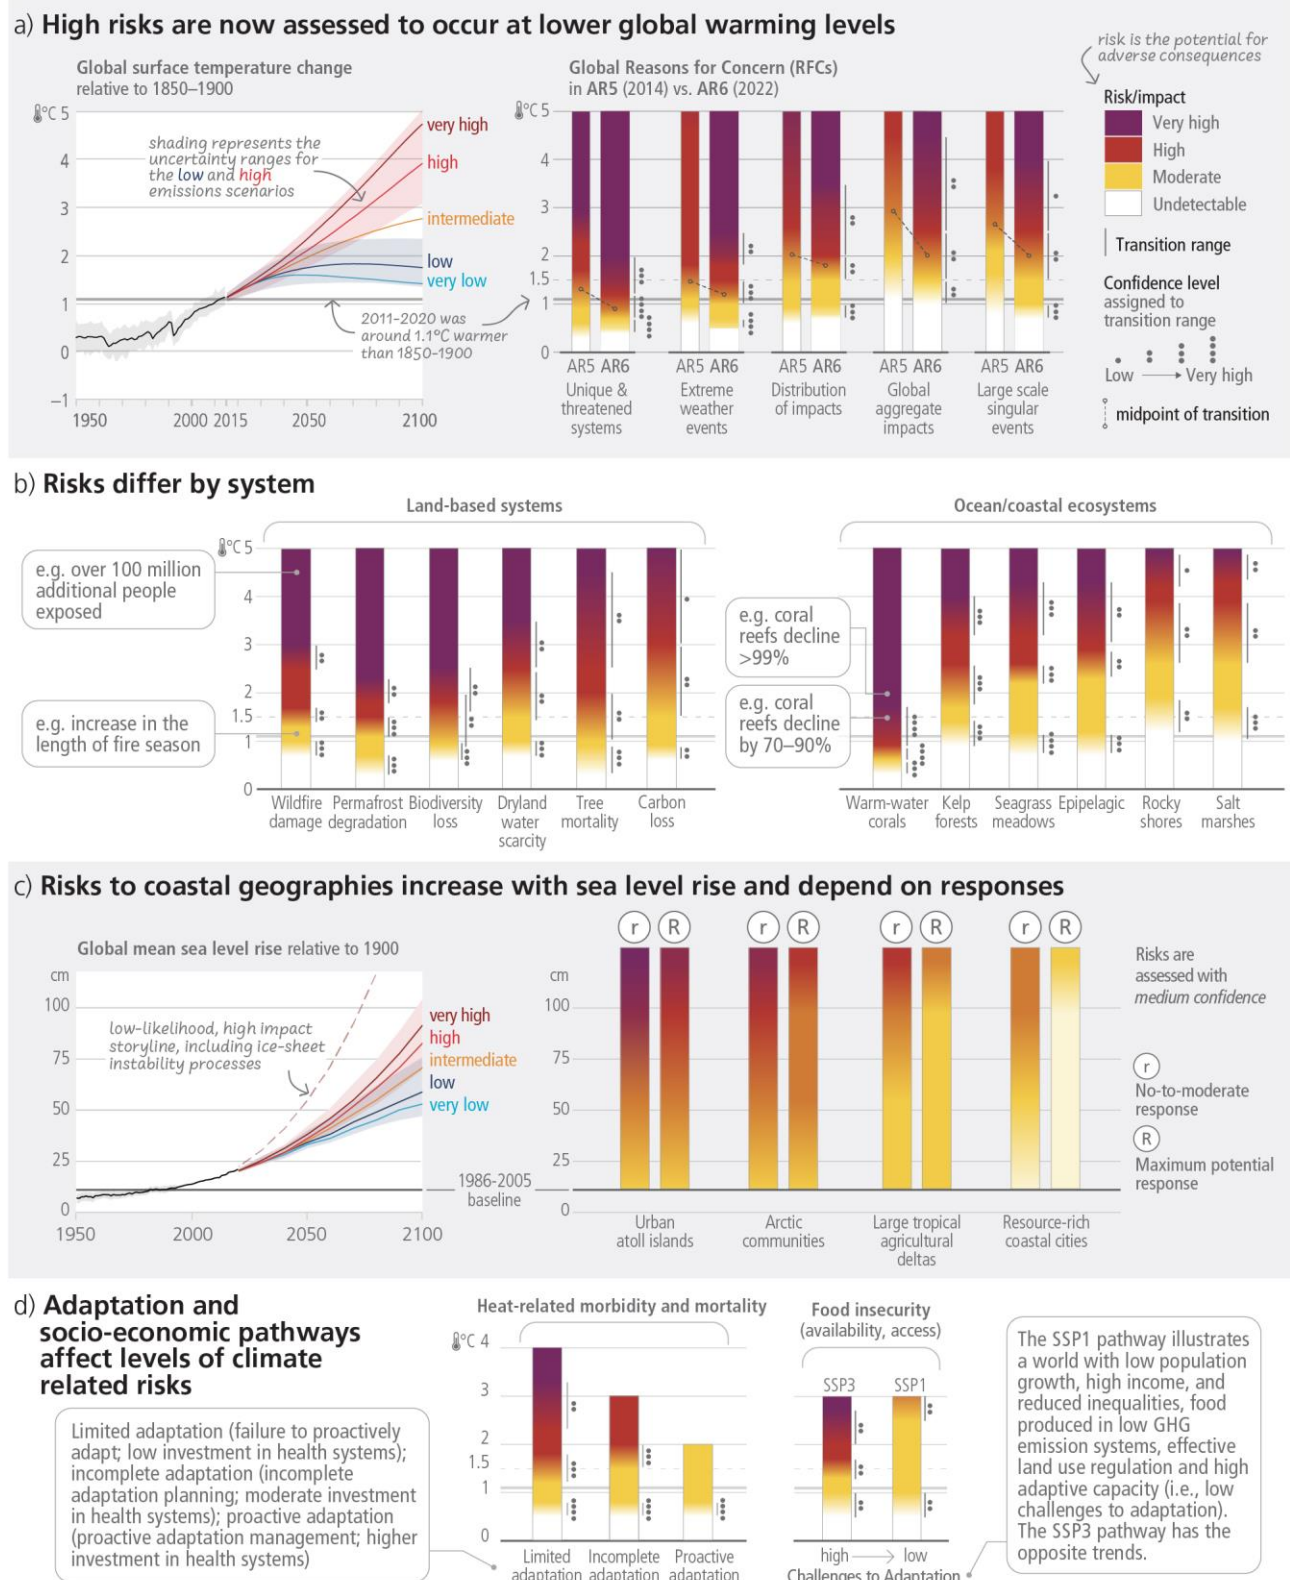 a) High risks are now assessed to occur at lower global warming levels
Global surface temperature change
relative to 1850–1900
°C 5
4
3
2
1
0
–1
shading represents the
uncertainty ranges for
the low and high
emissions scenarios
very high
high
intermediate
low
very low
2011-2020 was
around 1.1°C warmer
than 1850-1900
1950
2000
2015
2050
2100
Global Reasons for Concern (RFCs)
in AR5 (2014) vs. AR6 (2022)
°C 5
4
3
2
1.5
1
0
AR5 AR6
Unique &
threatened
systems
AR5 AR6
Extreme
weather
events
AR5 AR6
Distribution
of impacts
AR5 AR6
Global
aggregate
impacts
AR5 AR6
Large scale
singular
events
risk is the potential for
adverse consequences
Risk/impact
Very high
High
Moderate
Undetectable
Transition range
Confidence level
assigned to
transition range
Low
Very high
midpoint of transition
b) Risks differ by system
Land-based systems
°C 5
4
3
2
1.5
1
0
e.g. over 100 million
additional people
exposed
e.g. increase in the
length of fire season
Wildfire
damage
Permafrost
degradation
Biodiversity
loss
Dryland
water
scarcity
Tree
mortality
Carbon
loss
Ocean/coastal ecosystems
e.g. coral
reefs decline
>99%
e.g. coral
reefs decline
by 70–90%
Warm-water
corals
Kelp
forests
Seagrass
meadows
Epipelagic
Rocky
shores
Salt
marshes
c) Risks to coastal geographies increase with sea level rise and depend on responses
Global mean sea level rise relative to 1900
cm
100
75
50
25
0
low-likelihood, high impact
storyline, including ice-sheet
instability processes
very high
high
intermediate
low
very low
1986-2005
baseline
1950
2000
2050
2100
cm
100
75
50
25
0
r R
r R
r R
r R
Urban
atoll islands
Arctic
communities
Large tropical
agricultural
deltas
Resource-rich
coastal cities
Risks are
assessed with
medium confidence
r
No-to-moderate
response
R
Maximum potential
response
d) Adaptation and
socio-economic pathways
affect levels of climate
related risks
Limited adaptation (failure to proactively
adapt; low investment in health systems);
incomplete adaptation (incomplete
adaptation planning; moderate investment
in health systems); proactive adaptation
(proactive adaptation management; higher
investment in health systems)
Heat-related morbidity and mortality
°C 4
3
2
1.5
1
0
Limited
adaptation
Incomplete
adaptation
Proactive
adaptation
Food insecurity
(availability, access)
SSP3
SSP1
high
low
Challenges to Adaptation
The SSP1 pathway illustrates
a world with low population
growth, high income, and
reduced inequalities, food
produced in low GHG
emission systems, effective
land use regulation and high
adaptive capacity (i.e., low
challenges to adaptation).
The SSP3 pathway has the
opposite trends.